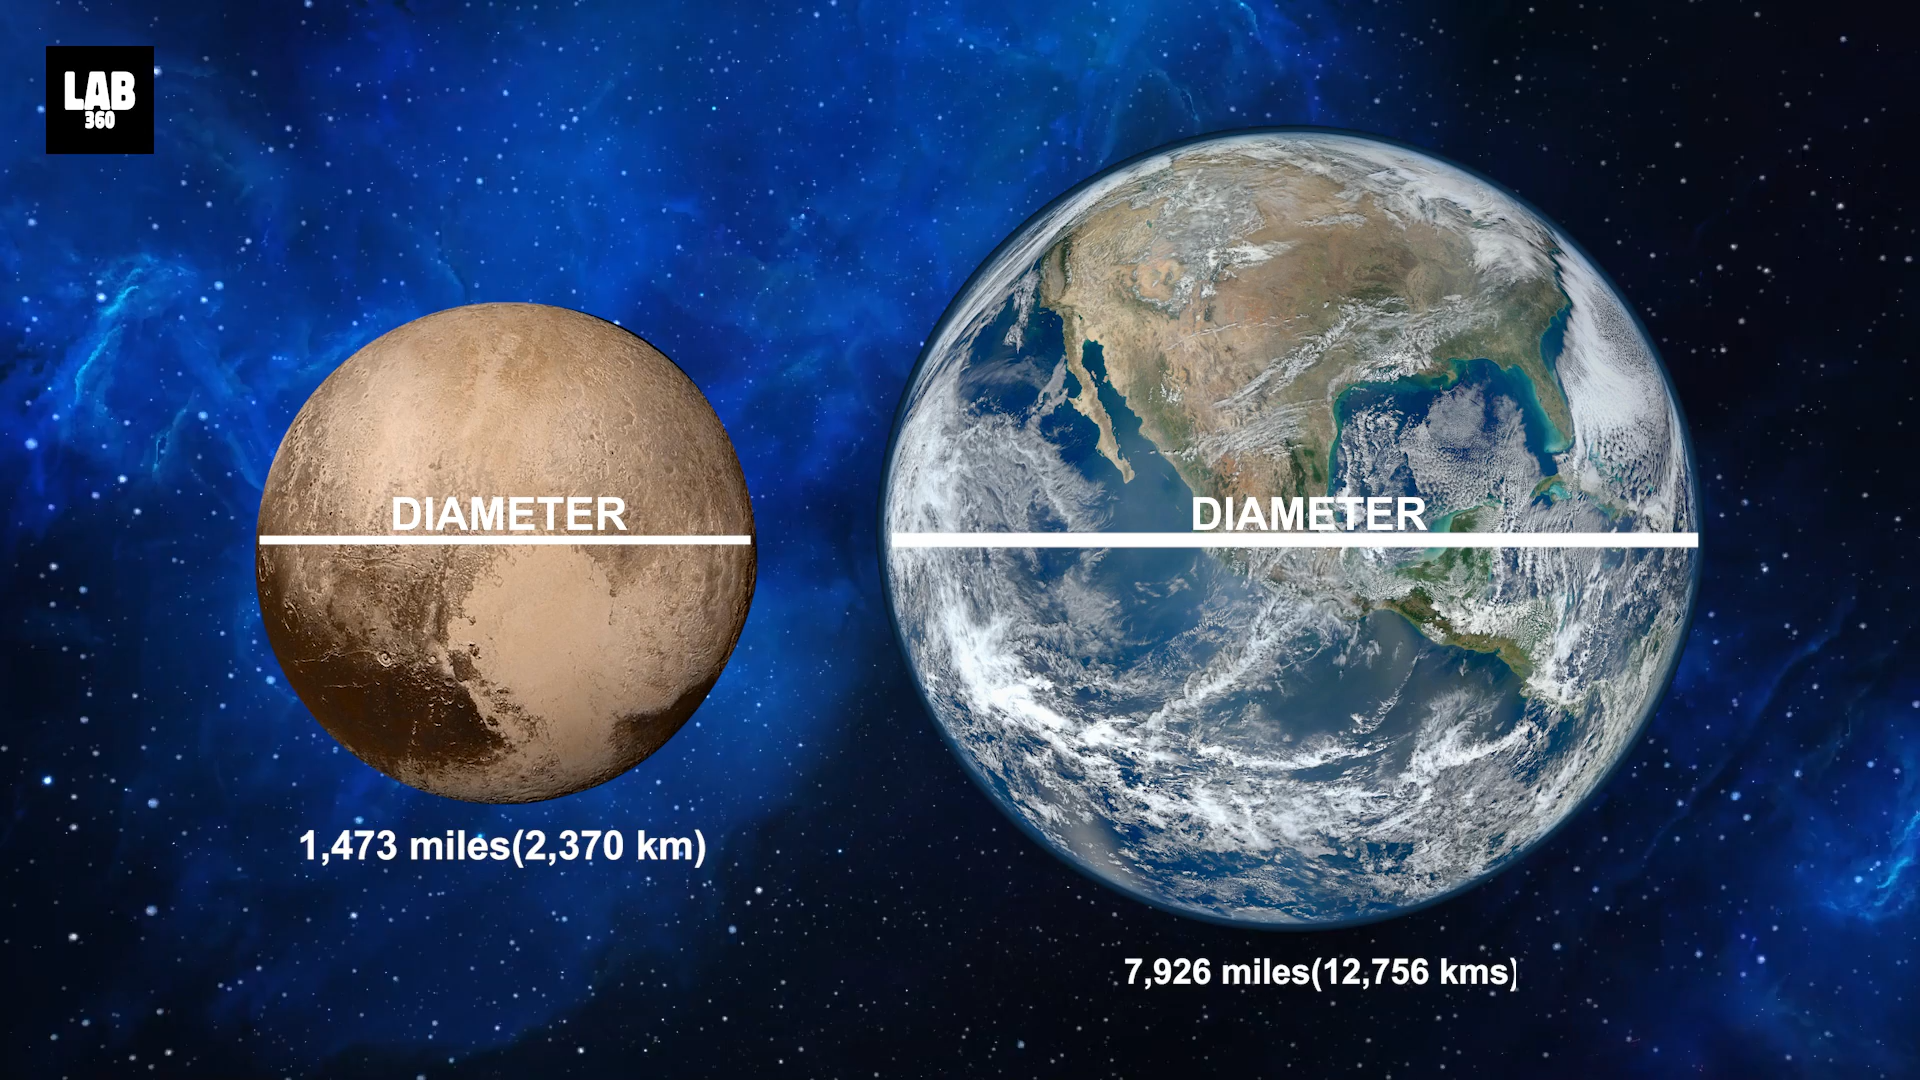 LAB
360
DIAMETER
DIAMETER
1,473 miles(2,370 km)
7,926 miles(12,756 kms)